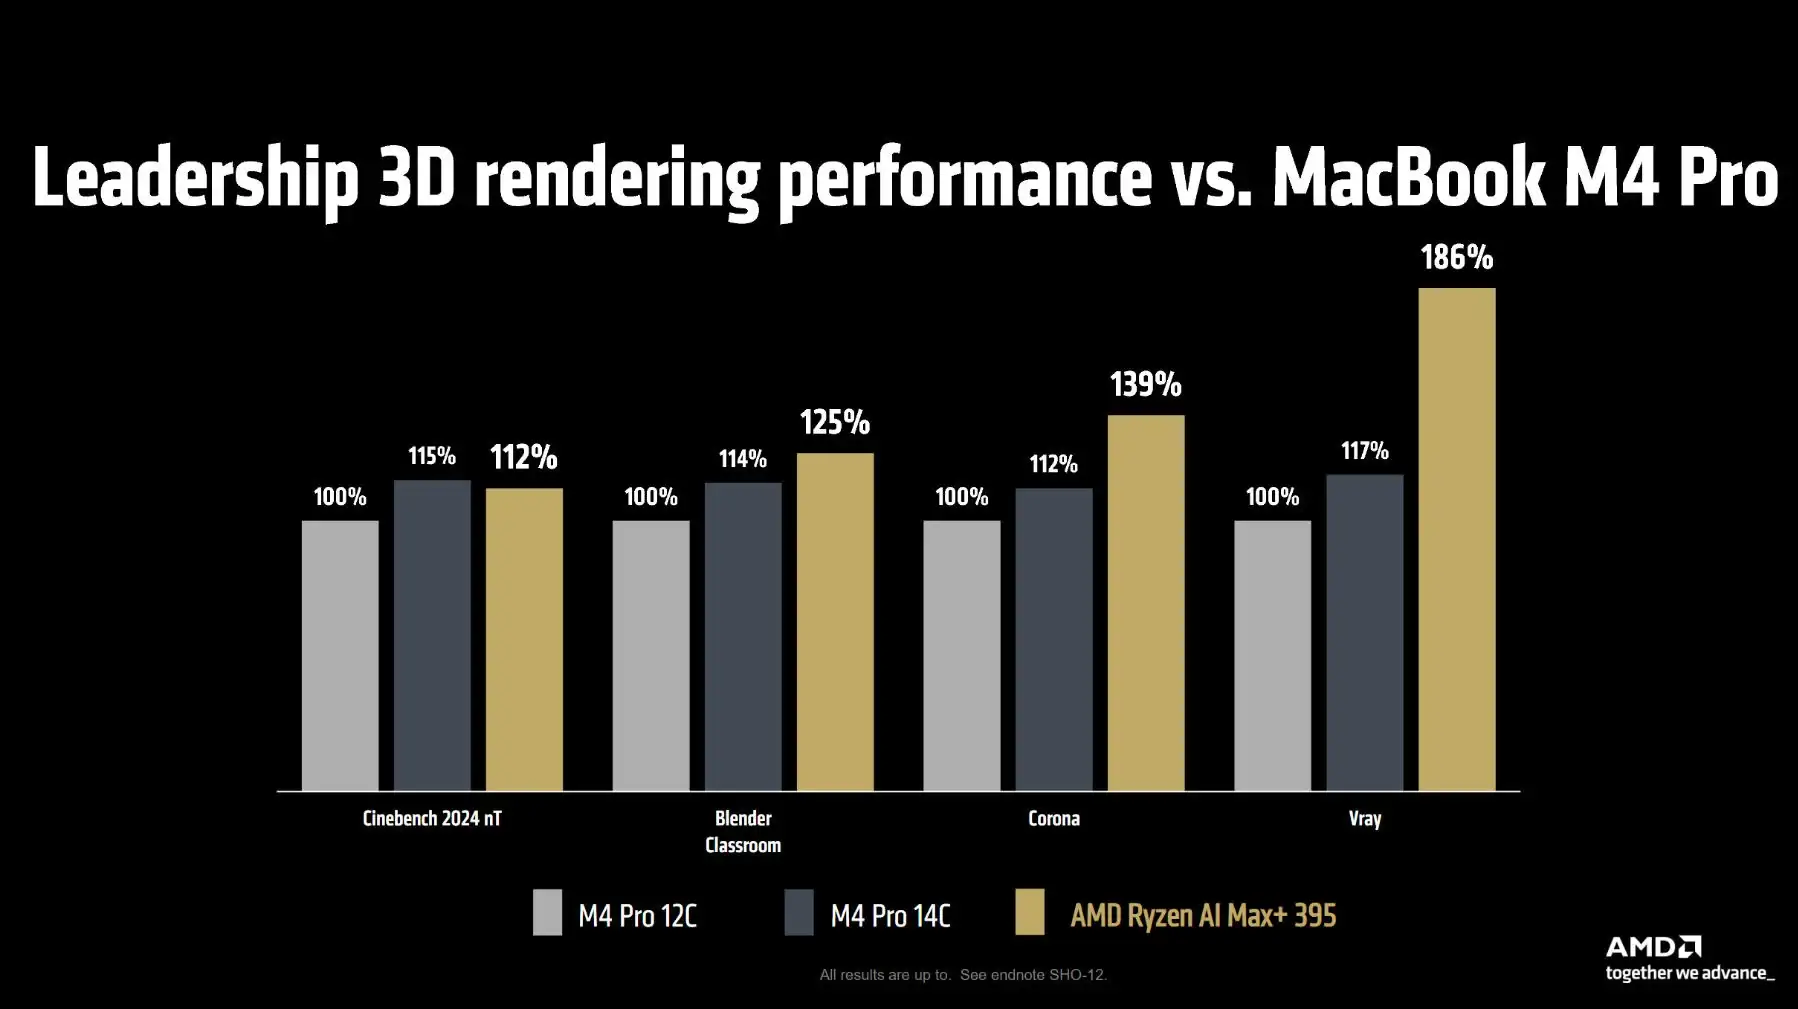 Leadership 3D rendering performance vs. MacBook M4 Pro
100%
115%
112%
100%
114%
125%
100%
112%
139%
100%
117%
186%
Cinebench 2024 nT
Blender
Classroom
Corona
Vray
M4 Pro 12C
M4 Pro 14C
AMD Ryzen AI Max+ 395
All results are up to. See endnote SHO-12.
AMD
together we advance_